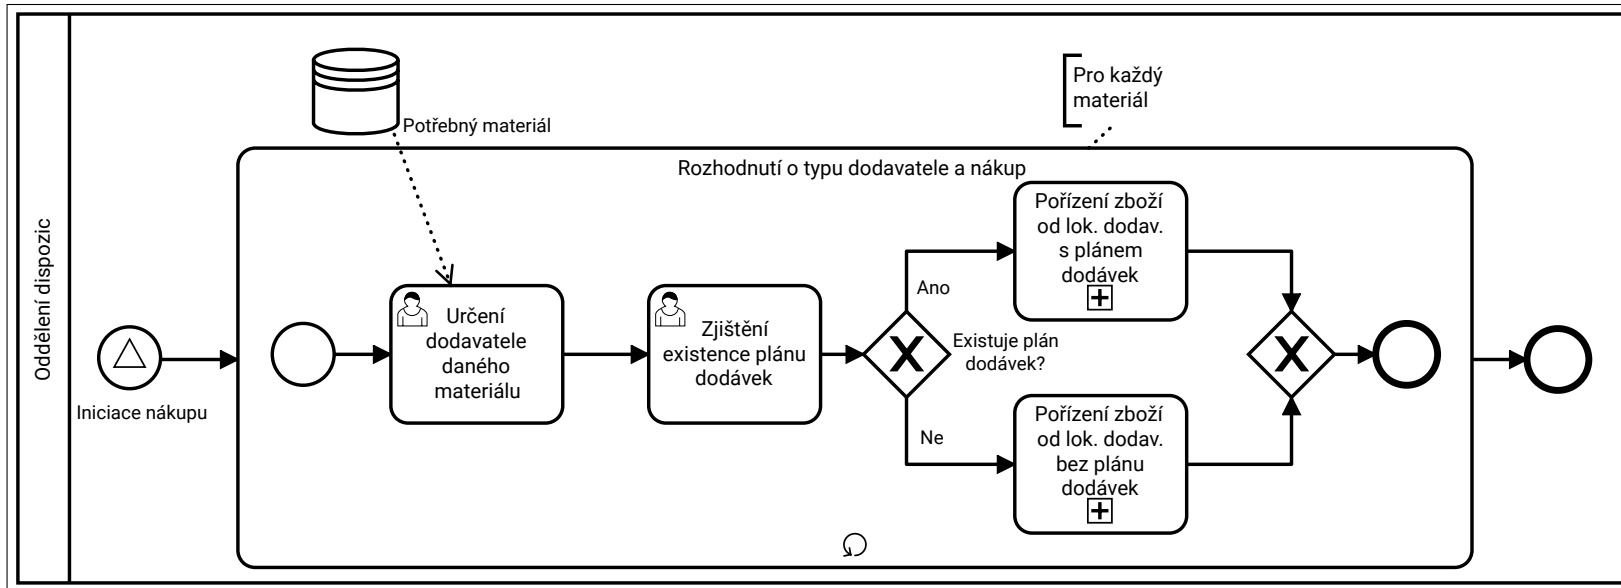 Oddělení dispozic
Potřebný materiál
Pro každý
materiál
Rozhodnutí o typu dodavatele a nákup
Iniciace nákupu
Určení
dodavatele
daného
materiálu
Zjištění
existence plánu
dodávek
Ano
Existuje plán
dodávek?
Ne
Pořízení zboží
od lok. dodav.
s plánem
dodávek
Pořízení zboží
od lok. dodav.
bez plánu
dodávek